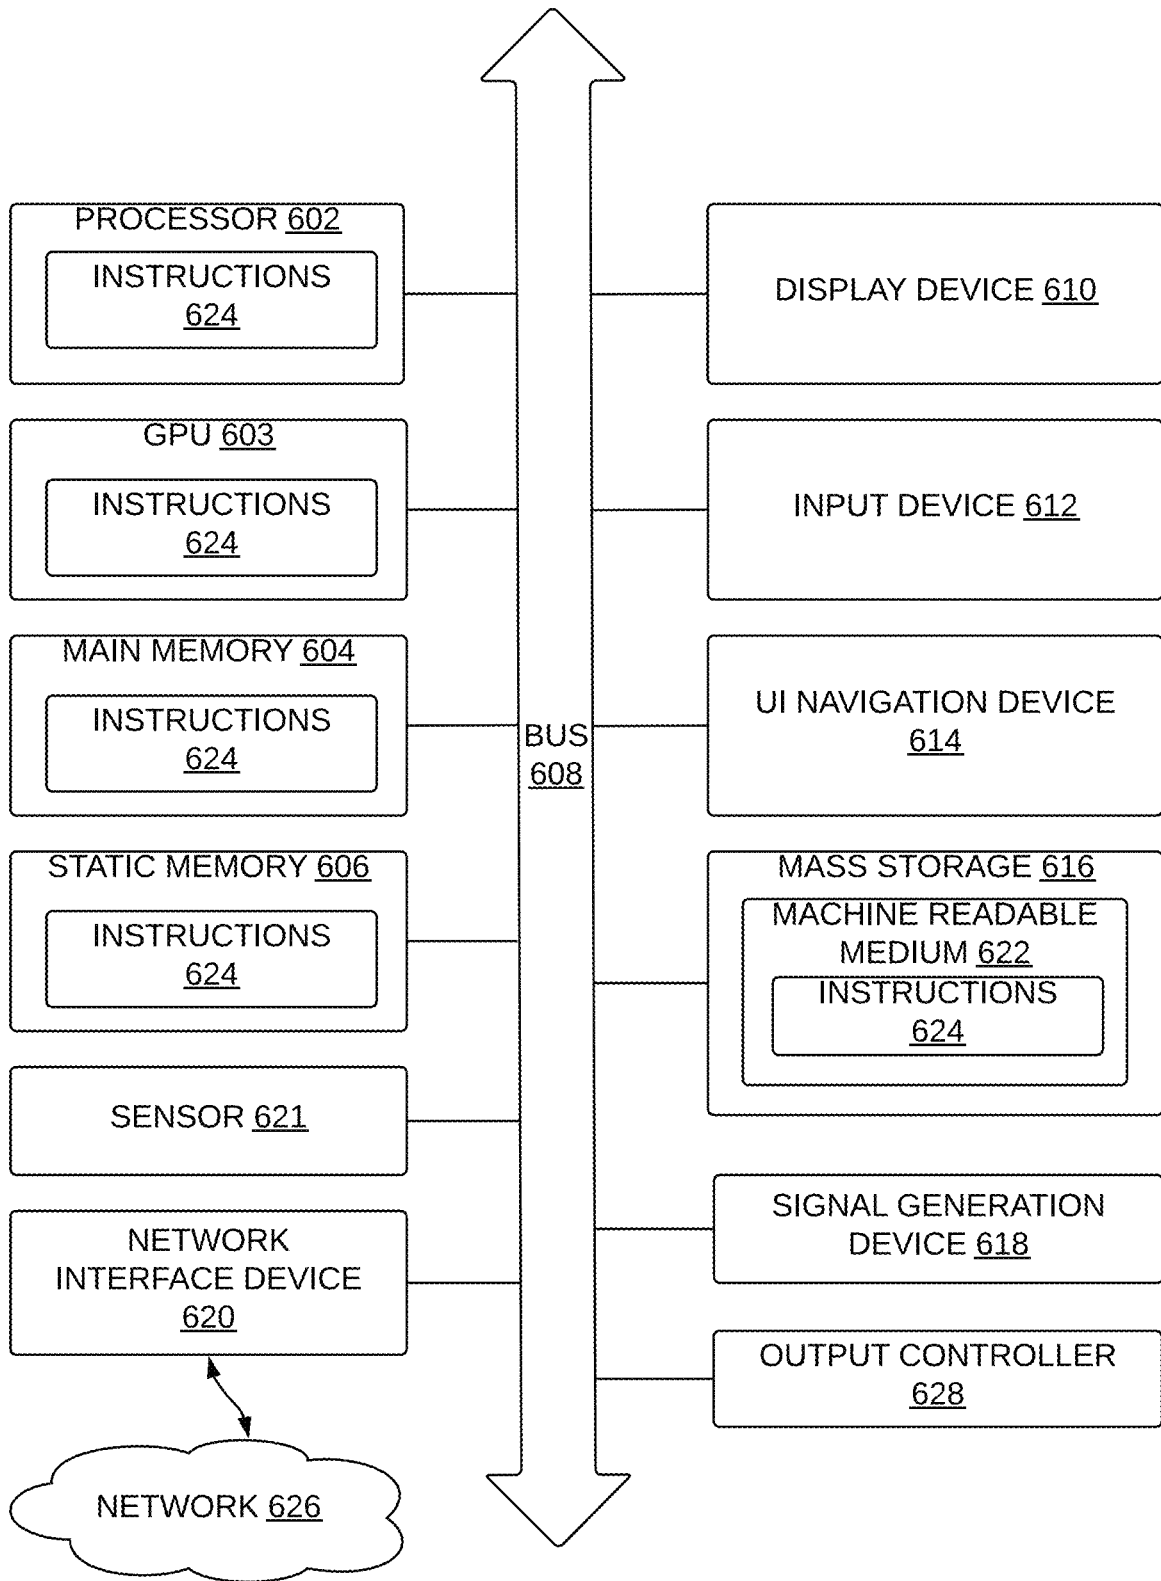 PROCESSOR 602
INSTRUCTIONS
624
GPU 603
INSTRUCTIONS
624
MAIN MEMORY 604
INSTRUCTIONS
624
STATIC MEMORY 606
INSTRUCTIONS
624
SENSOR 621
NETWORK
INTERFACE DEVICE
620
NETWORK 626
BUS
608
DISPLAY DEVICE 610
INPUT DEVICE 612
UI NAVIGATION DEVICE
614
MASS STORAGE 616
MACHINE READABLE
MEDIUM 622
INSTRUCTIONS
624
SIGNAL GENERATION
DEVICE 618
OUTPUT CONTROLLER
628